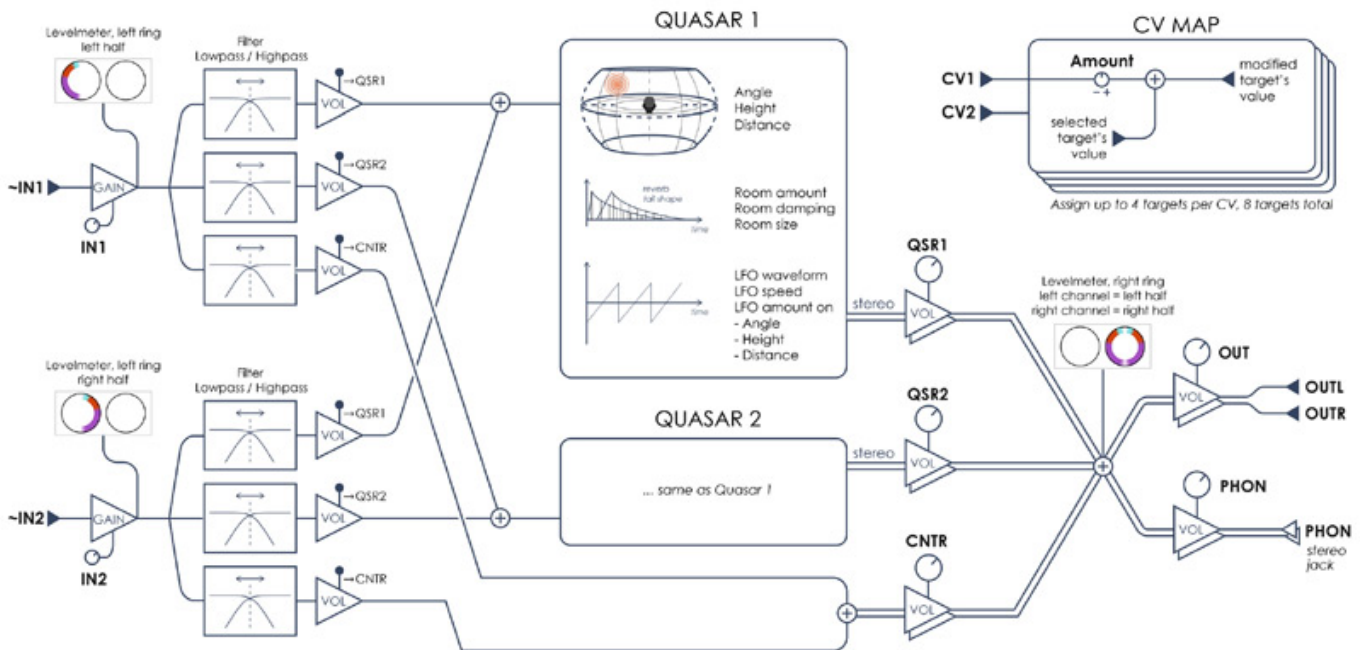 QUASAR 1
CV MAP
Levelmeter, left ring
left half
Filter
Lowpass / Highpass
→QSR1
VOL
→QSR2
VOL
→CNTR
VOL
~IN1
GAIN
IN1
Angle
Height
Distance
reverb
tail shape
time
Room amount
Room damping
Room size
time
LFO waveform
LFO speed
LFO amount on
- Angle
- Height
- Distance
CV1
CV2
Amount
- +
modified
target's
value
selected
target's
value
Assign up to 4 targets per CV, 8 targets total
stereo
QSR1
VOL
Levelmeter, right ring
left channel = left half
right channel = right half
Levelmeter, left ring
right half
Filter
Lowpass / Highpass
→QSR1
VOL
→QSR2
VOL
→CNTR
VOL
~IN2
GAIN
IN2
QUASAR 2
... same as Quasar 1
stereo
QSR2
VOL
CNTR
VOL
OUT
VOL
OUTL
OUTR
PHON
VOL
PHON
stereo
jack